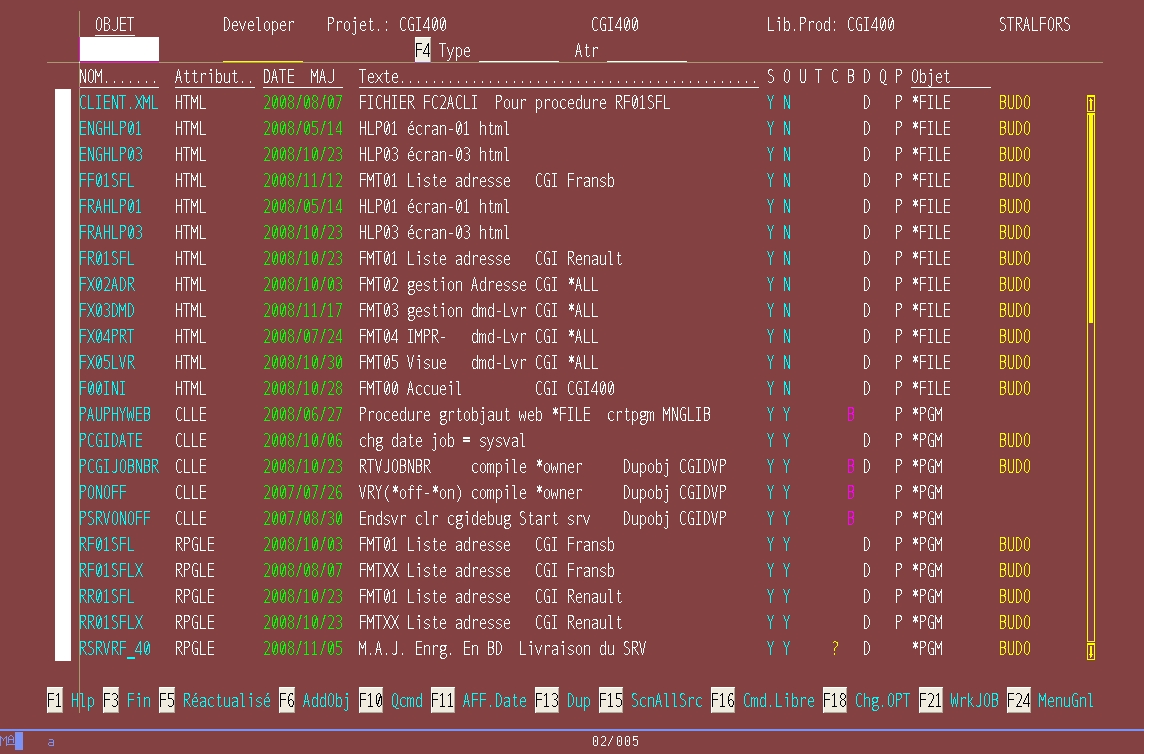 OBJET Developer Projet.: CGI400 CGI400 Lib.Prod: CGI400 STRALFORS
F4 Type Atr
NOM....... Attribut.. DATE MAJ Texte............................................. S O U T C B D Q P Objet
CLIENT.XML HTML 2008/08/07 FICHIER FC2ACLI Pour procedure RF01SFL Y N D P *FILE BUDO
ENGHLP01 HTML 2008/05/14 HLP01 écran-01 html Y N D P *FILE BUDO
ENGHLP03 HTML 2008/10/23 HLP03 écran-03 html Y N D P *FILE BUDO
FF01SFL HTML 2008/11/12 FMT01 Liste adresse CGI Fransb Y N D P *FILE BUDO
FRAHLP01 HTML 2008/05/14 HLP01 écran-01 html Y N D P *FILE BUDO
FRAHLP03 HTML 2008/10/23 HLP03 écran-03 html Y N D P *FILE BUDO
FR01SFL HTML 2008/10/23 FMT01 Liste adresse CGI Renault Y N D P *FILE BUDO
FX02ADR HTML 2008/10/03 FMT02 gestion Adresse CGI *ALL Y N D P *FILE BUDO
FX03DMD HTML 2008/11/17 FMT03 gestion dmd-Lvr CGI *ALL Y N D P *FILE BUDO
FX04PRT HTML 2008/07/24 FMT04 IMPR- dmd-Lvr CGI *ALL Y N D P *FILE BUDO
FX05LVR HTML 2008/10/30 FMT05 Visue dmd-Lvr CGI *ALL Y N D P *FILE BUDO
F00INI HTML 2008/10/28 FMT00 Accueil CGI CGI400 Y N D P *FILE BUDO
PAUPHYWEB CLLE 2008/06/27 Procedure grtobjaut web *FILE crtpgm MNGLIB Y Y B P *PGM
PCGIDATE CLLE 2008/10/06 chg date job = sysval Y Y D P *PGM BUDO
PCGIJOBNBR CLLE 2008/10/23 RTVJOBNBR compile *owner Dupobj CGIDVP Y Y B D P *PGM BUDO
PONOFF CLLE 2007/07/26 VRY(*off-*on) compile *owner Dupobj CGIDVP Y Y B P *PGM
PSRVONOFF CLLE 2007/08/30 Endsvr clr cgidebug Start srv Dupobj CGIDVP Y Y B P *PGM
RF01SFL RPGLE 2008/10/03 FMT01 Liste adresse CGI Fransb Y Y D P *PGM BUDO
RF01SFLX RPGLE 2008/08/07 FMTXX Liste adresse CGI Fransb Y Y D P *PGM BUDO
RR01SFL RPGLE 2008/10/23 FMT01 Liste adresse CGI Renault Y Y D P *PGM BUDO
RR01SFLX RPGLE 2008/10/23 FMTXX Liste adresse CGI Renault Y Y D P *PGM BUDO
RSRVRF_40 RPGLE 2008/11/05 M.A.J. Enrg. En BD Livraison du SRV Y Y ? D *PGM BUDO
F1 Hlp F3 Fin F5 Réactualisé F6 AddObj F10 Qcmd F11 AFF.Date F13 Dup F15 ScnAllSrc F16 Cmd.Libre F18 Chg.OPT F21 WrkJOB F24 MenuGnl
a 02/005